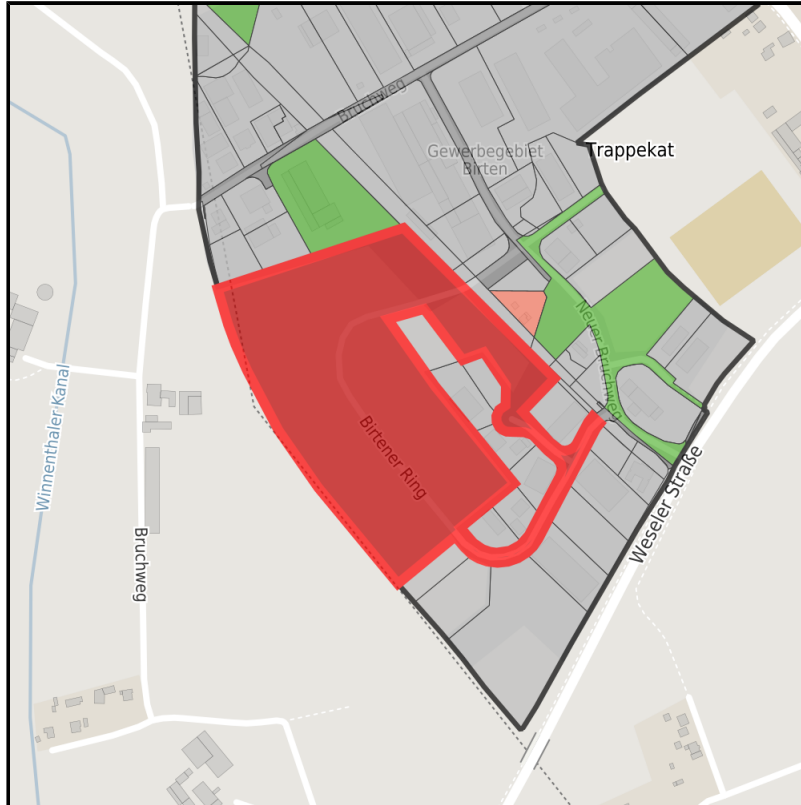 Bruchweg
Gewerbegebiet
Birten
Trappekat
Neuer Bruchweg
Winnenthaler Kanal
Birtener Ring
Weseler Straße
Bruchweg